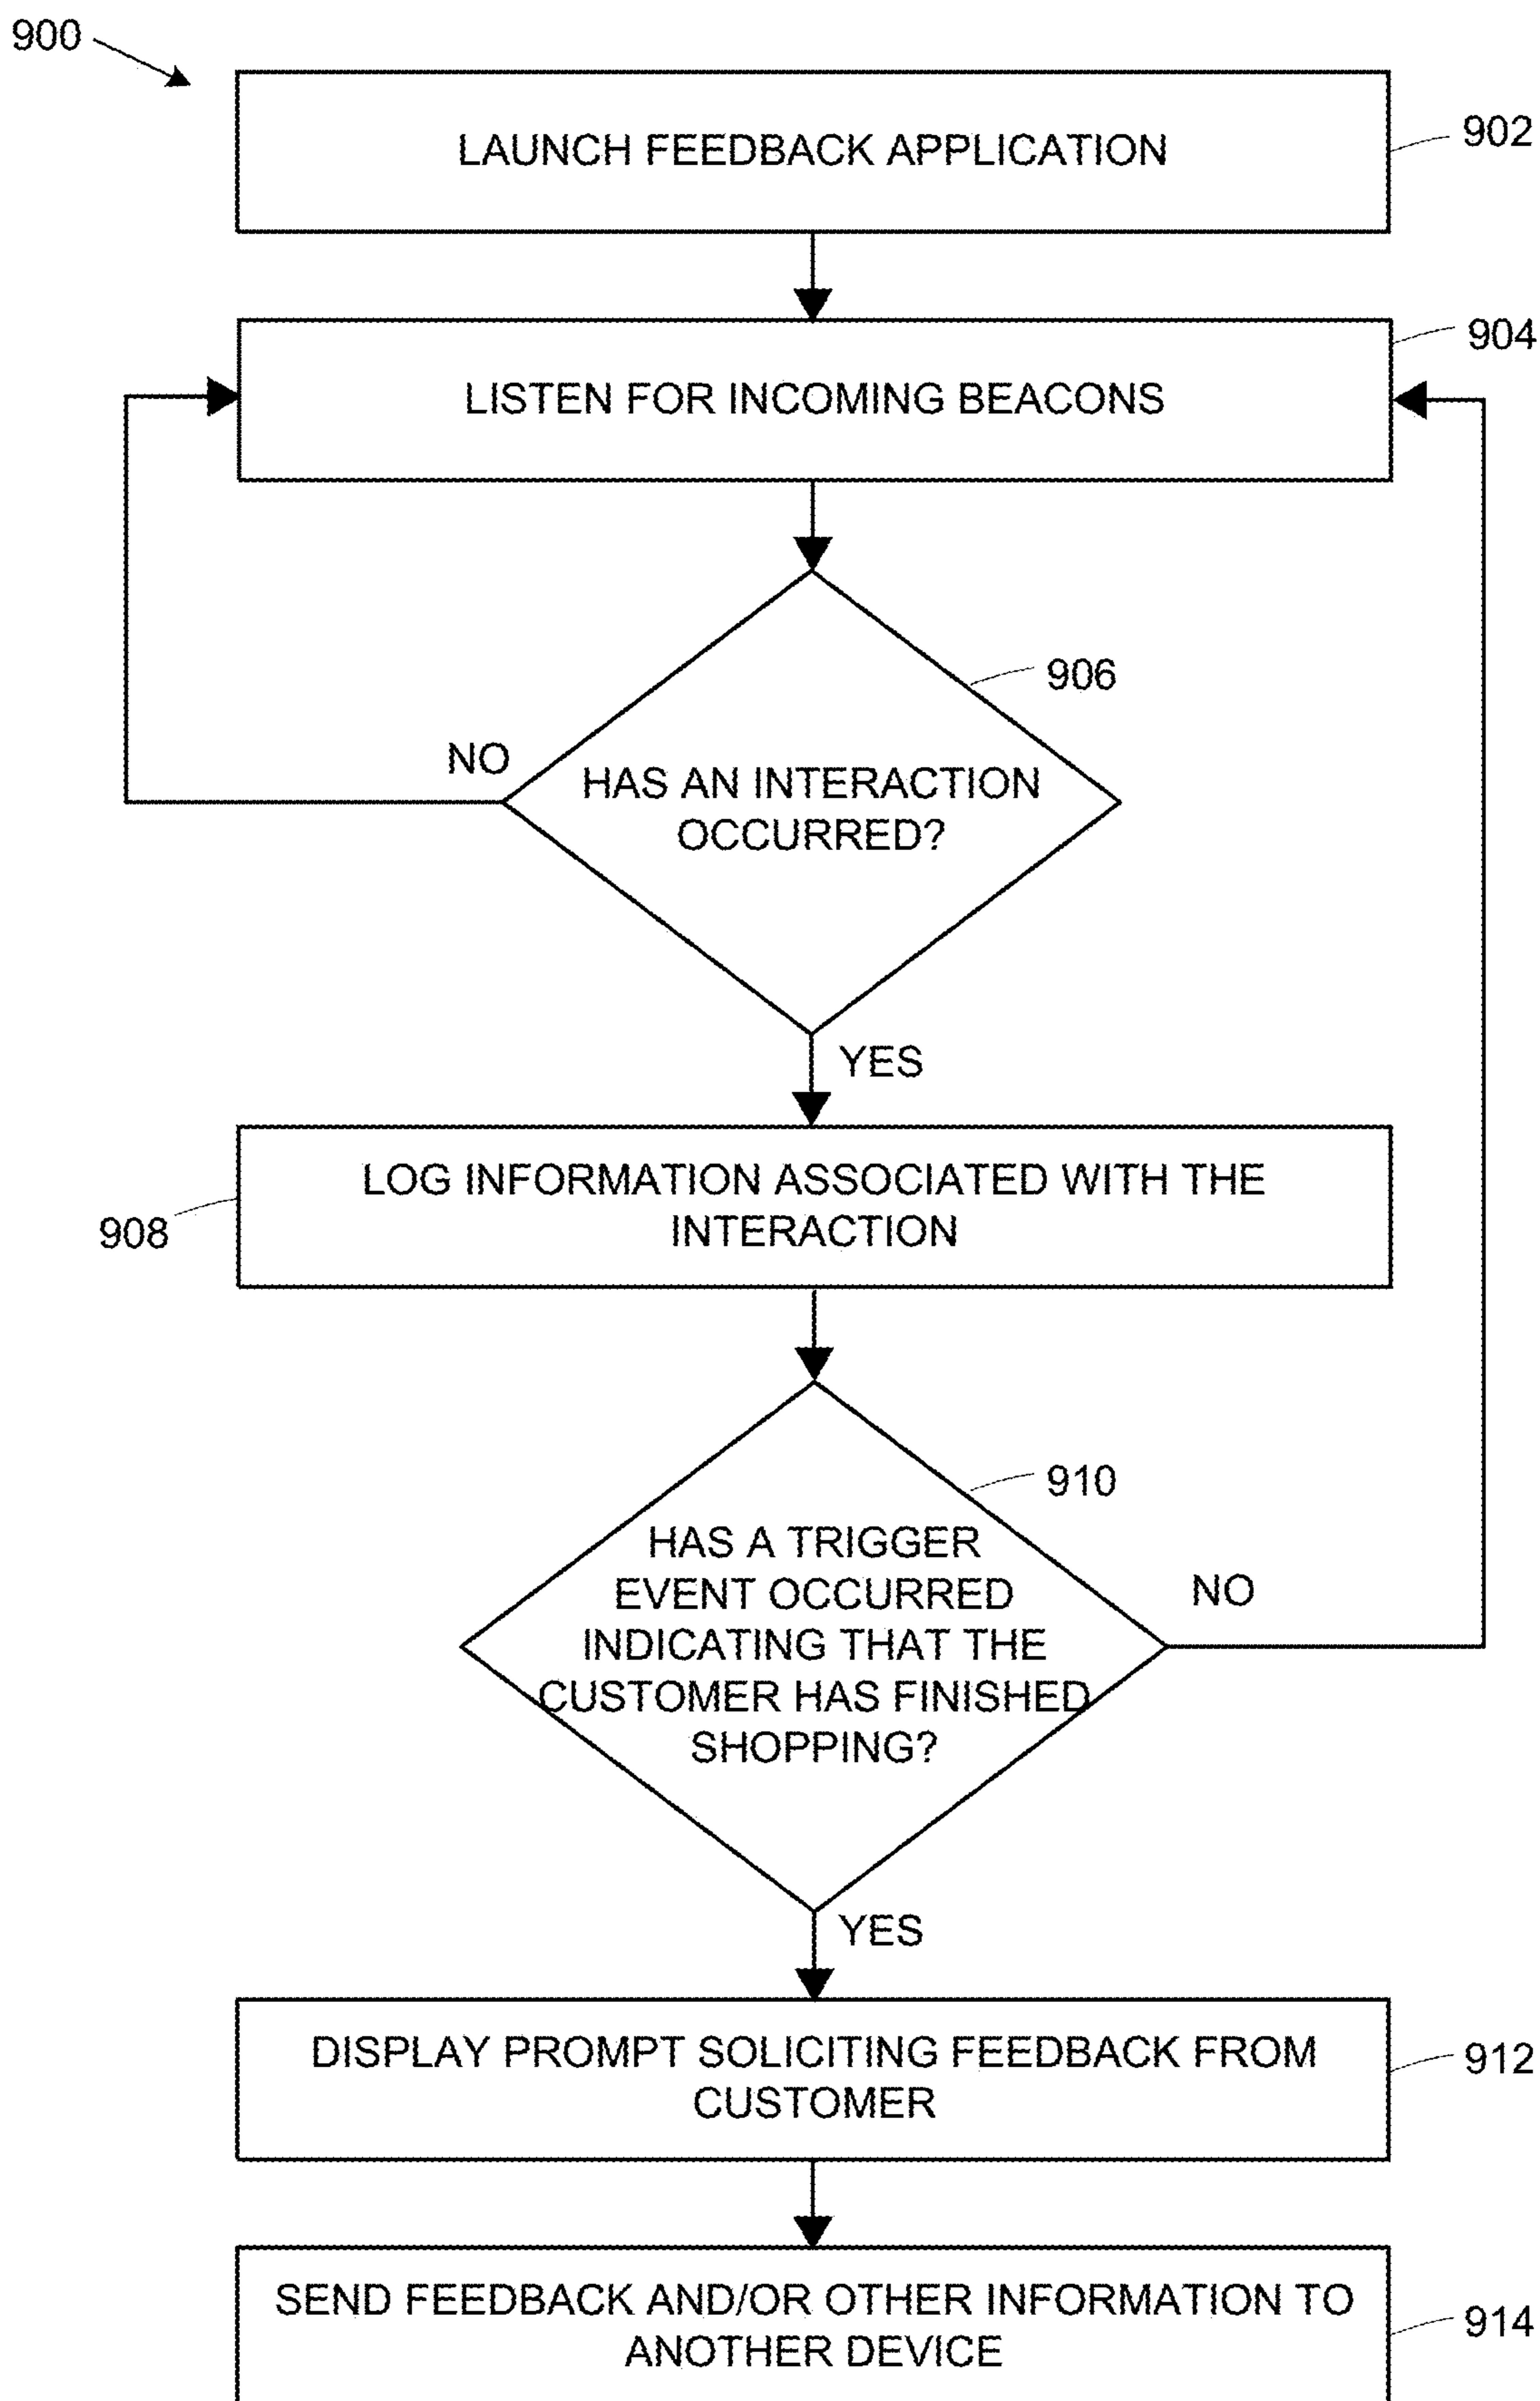 900
LAUNCH FEEDBACK APPLICATION
902
LISTEN FOR INCOMING BEACONS
904
906
NO
HAS AN INTERACTION
OCCURRED?
YES
LOG INFORMATION ASSOCIATED WITH THE
INTERACTION
908
910
HAS A TRIGGER
EVENT OCCURRED
INDICATING THAT THE
CUSTOMER HAS FINISHED
SHOPPING?
NO
YES
DISPLAY PROMPT SOLICITING FEEDBACK FROM
CUSTOMER
912
SEND FEEDBACK AND/OR OTHER INFORMATION TO
ANOTHER DEVICE
914